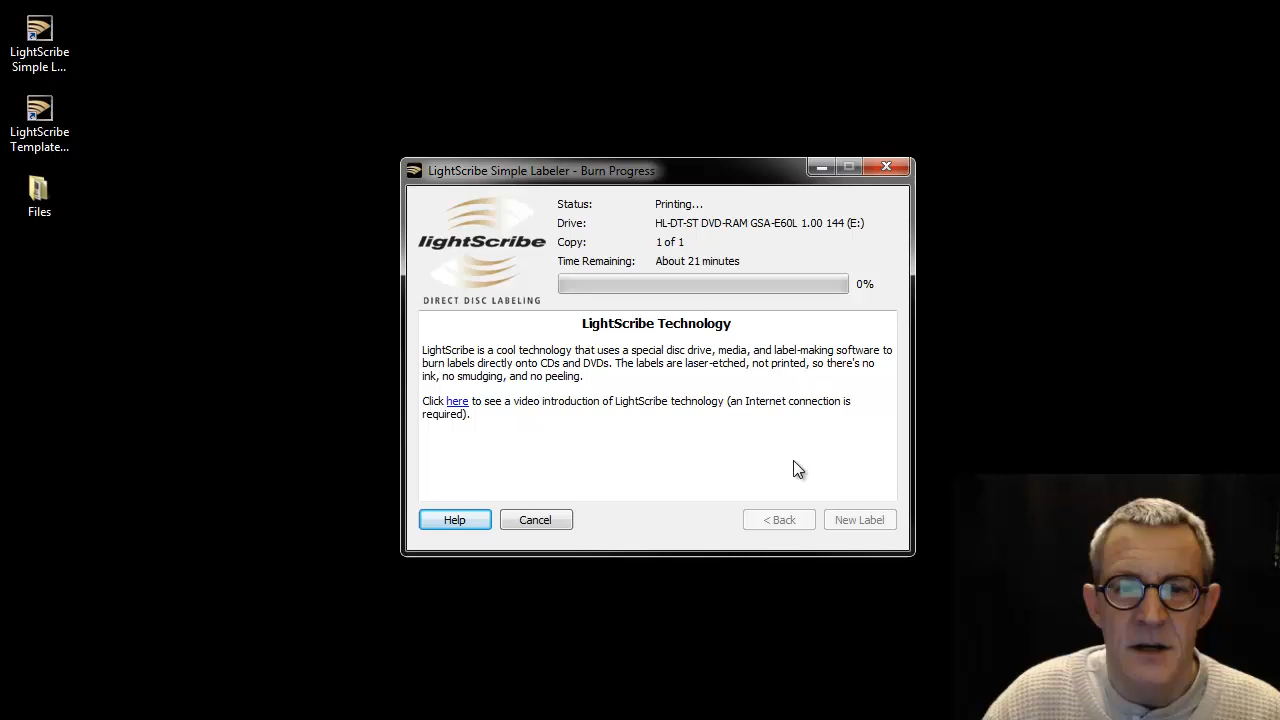 LightScribe
Simple L...
LightScribe
Template...
Files
LightScribe Simple Labeler - Burn Progress
lightScribe
DIRECT DISC LABELING
Status: Printing...
Drive: HL-DT-ST DVD-RAM GSA-E60L 1.00 144 (E:)
Copy: 1 of 1
Time Remaining: About 21 minutes
0%
LightScribe Technology
LightScribe is a cool technology that uses a special disc drive, media, and label-making software to
burn labels directly onto CDs and DVDs. The labels are laser-etched, not printed, so there's no
ink, no smudging, and no peeling.
Click here to see a video introduction of LightScribe technology (an Internet connection is
required).
Help Cancel < Back New Label